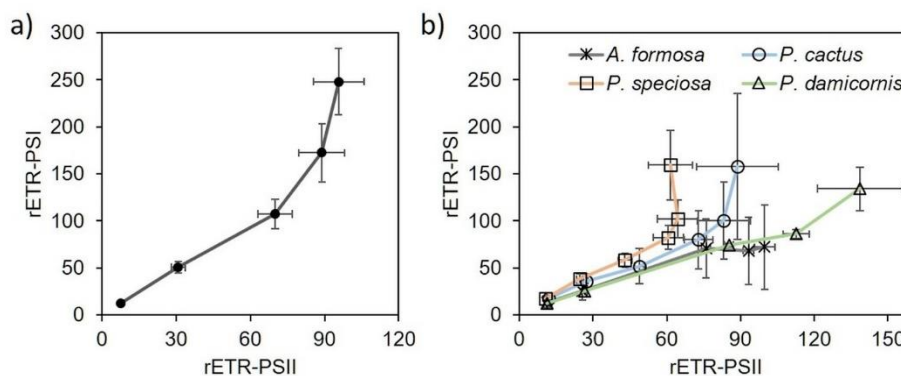 a)
rETR-PSI
300
250
200
150
100
50
0
0 30 60 90 120
rETR-PSII
b)
A. formosa P. cactus
P. speciosa P. damicornis
300
250
200
150
100
50
0
0 30 60 90 120 150
rETR-PSI
rETR-PSII